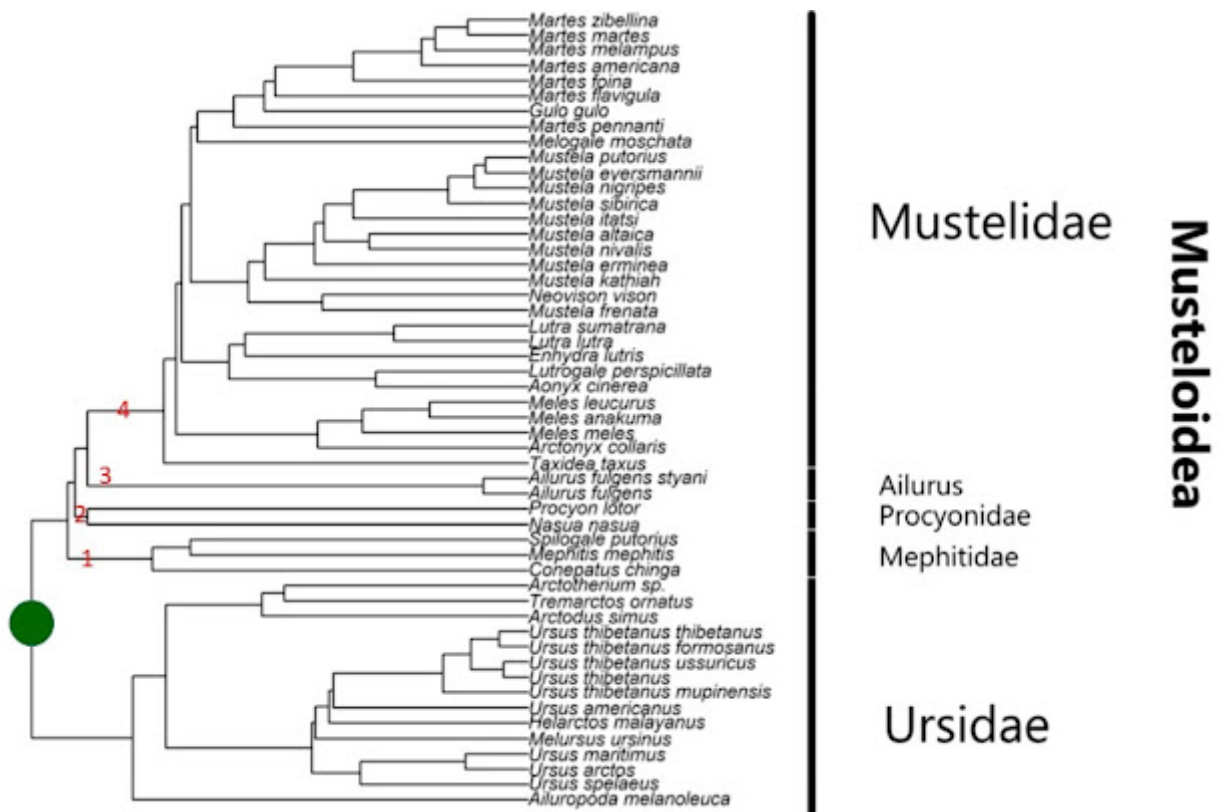 Martes zibellina
Martes martes
Martes melampus
Martes americana
Martes foina
Martes flavigula
Gulo gulo
Martes pennanti
Melogale moschata
Mustela putorius
Mustela eversmannii
Mustela nigripes
Mustela sibirica
Mustela itatsi
Mustela altaica
Mustela nivalis
Mustela erminea
Mustela kathiah
Neovison vison
Mustela frenata
Lutra sumatrana
Lutra lutra
Enhydra lutris
Lutrogale perspicillata
Aonyx cinerea
Meles leucurus
Meles anakuma
Meles meles
Arctonyx collaris
Taxidea taxus
Ailurus fulgens styani
Ailurus fulgens
Procyon lotor
Nasua nasua
Spilogale putorius
Mephitis mephitis
Conepatus chinga
Arctotherium sp.
Tremarctos ornatus
Arctodus simus
Ursus thibetanus thibetanus
Ursus thibetanus formosanus
Ursus thibetanus ussuricus
Ursus thibetanus
Ursus thibetanus mupinensis
Ursus americanus
Helarctos malayanus
Melursus ursinus
Ursus maritimus
Ursus arctos
Ursus spelaeus
Ailuropoda melanoleuca
4
3
2
1
Mustelidae
Ailurus
Procyonidae
Mephitidae
Ursidae
Musteloidea